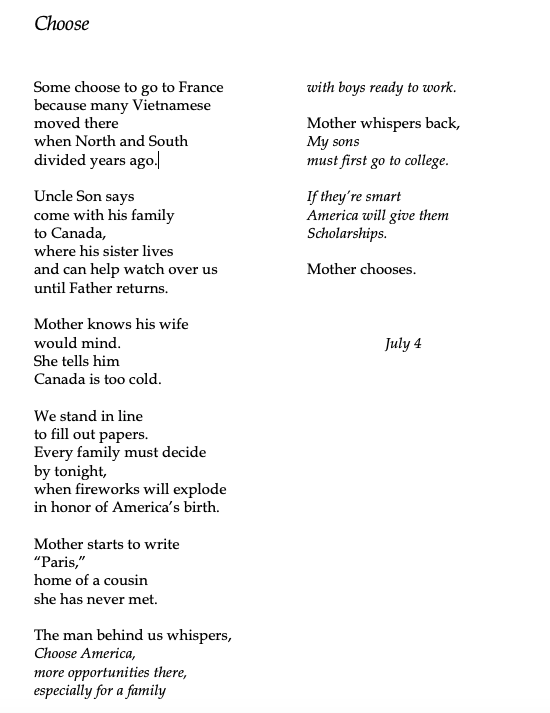 Choose
Some choose to go to France
because many Vietnamese
moved there
when North and South
divided years ago.
Uncle Son says
come with his family
to Canada,
where his sister lives
and can help watch over us
until Father returns.
Mother knows his wife
would mind.
She tells him
Canada is too cold.
We stand in line
to fill out papers.
Every family must decide
by tonight,
when fireworks will explode
in honor of America’s birth.
Mother starts to write
“Paris,”
home of a cousin
she has never met.
The man behind us whispers,
Choose America,
more opportunities there,
especially for a family
with boys ready to work.
Mother whispers back,
My sons
must first go to college.
If they’re smart
America will give them
Scholarships.
Mother chooses.
July 4